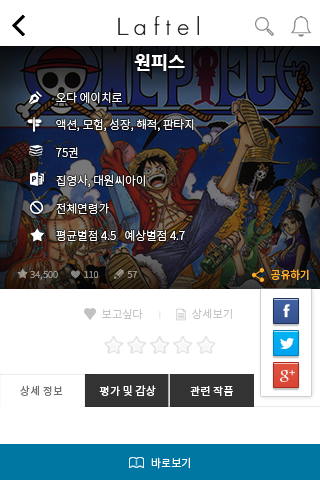 Laftel
원피스
오다 에이치로
액션, 모험, 성장, 해적, 판타지
75권
집영사, 대원씨아이
전체연령가
평균별점 4.5 예상별점 4.7
34,500 110 57
공유하기
보고싶다 상세보기
상세 정보 평가 및 감상 관련 작품
바로보기